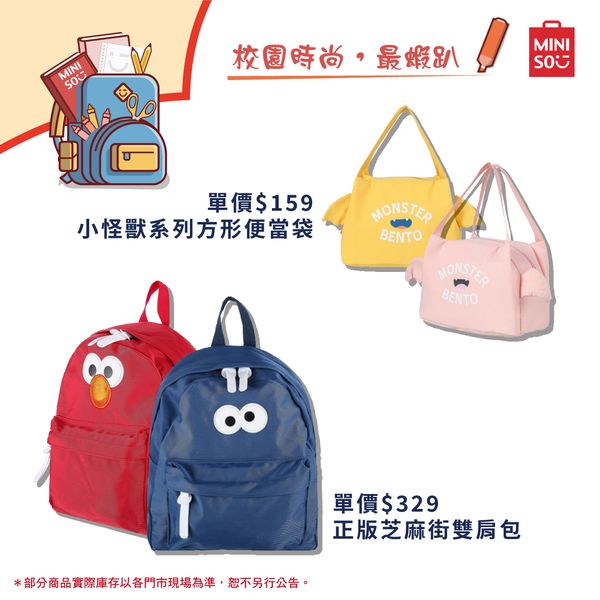 MINI
SO
校園時尚，最蝦趴
MINI
SO
單價$159
小怪獸系列方形便當袋
MONSTER
BENTO
MONSTER
BENTO
單價$329
正版芝麻街雙肩包
＊部分商品實際庫存以各門市現場為準，恕不另行公告。